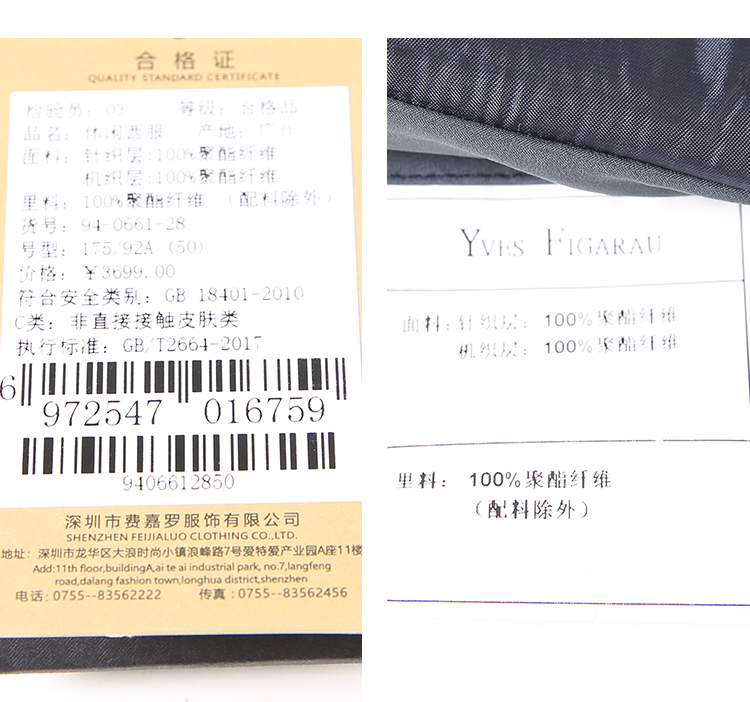 合格证
QUALITY STANDARD CERTIFICATE
检验员: 03 等级: 合格品
品名: 休闲西服 产地: 广州
面料: 针织层:100%聚酯纤维
机织层:100%聚酯纤维
里料: 100%聚酯纤维 (配料除外)
货号: 94-0661-28
号型: 175/92A (50)
价格: ¥3699.00
符合安全类别: GB 18401-2010
C类: 非直接接触皮肤类
执行标准: GB/T2664-2017
6 972547 016759
9406612850
深圳市费嘉罗服饰有限公司
SHENZHEN FEIJIALUO CLOTHING CO.,LTD.
地址: 深圳市龙华区大浪时尚小镇浪峰路7号爱特爱产业园A座11楼
Add:11th floor,buildingA,ai te ai industrial park, no.7,langfeng
road,dalang fashion town,longhua district,shenzhen
电话: 0755--83562222 传真: 0755--83562456
YVES FIGARAU
面料: 针织层: 100%聚酯纤维
机织层: 100%聚酯纤维
里料: 100%聚酯纤维
(配料除外)